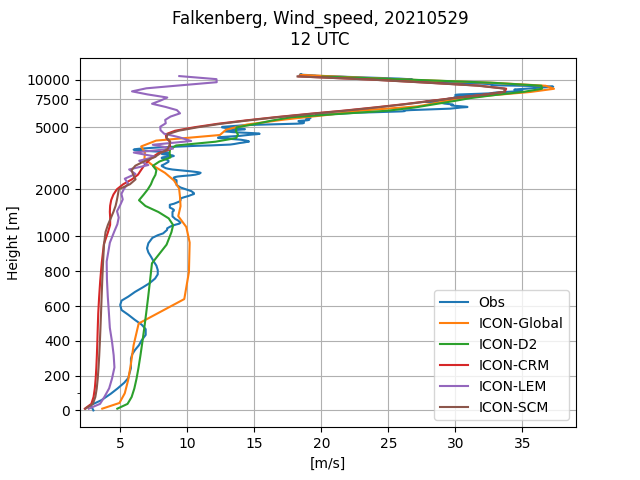 Falkenberg, Wind_speed, 20210529
12 UTC
10000
7500
5000
2000
1000
800
600
400
200
0
Height [m]
5 10 15 20 25 30 35
[m/s]
Obs
ICON-Global
ICON-D2
ICON-CRM
ICON-LEM
ICON-SCM